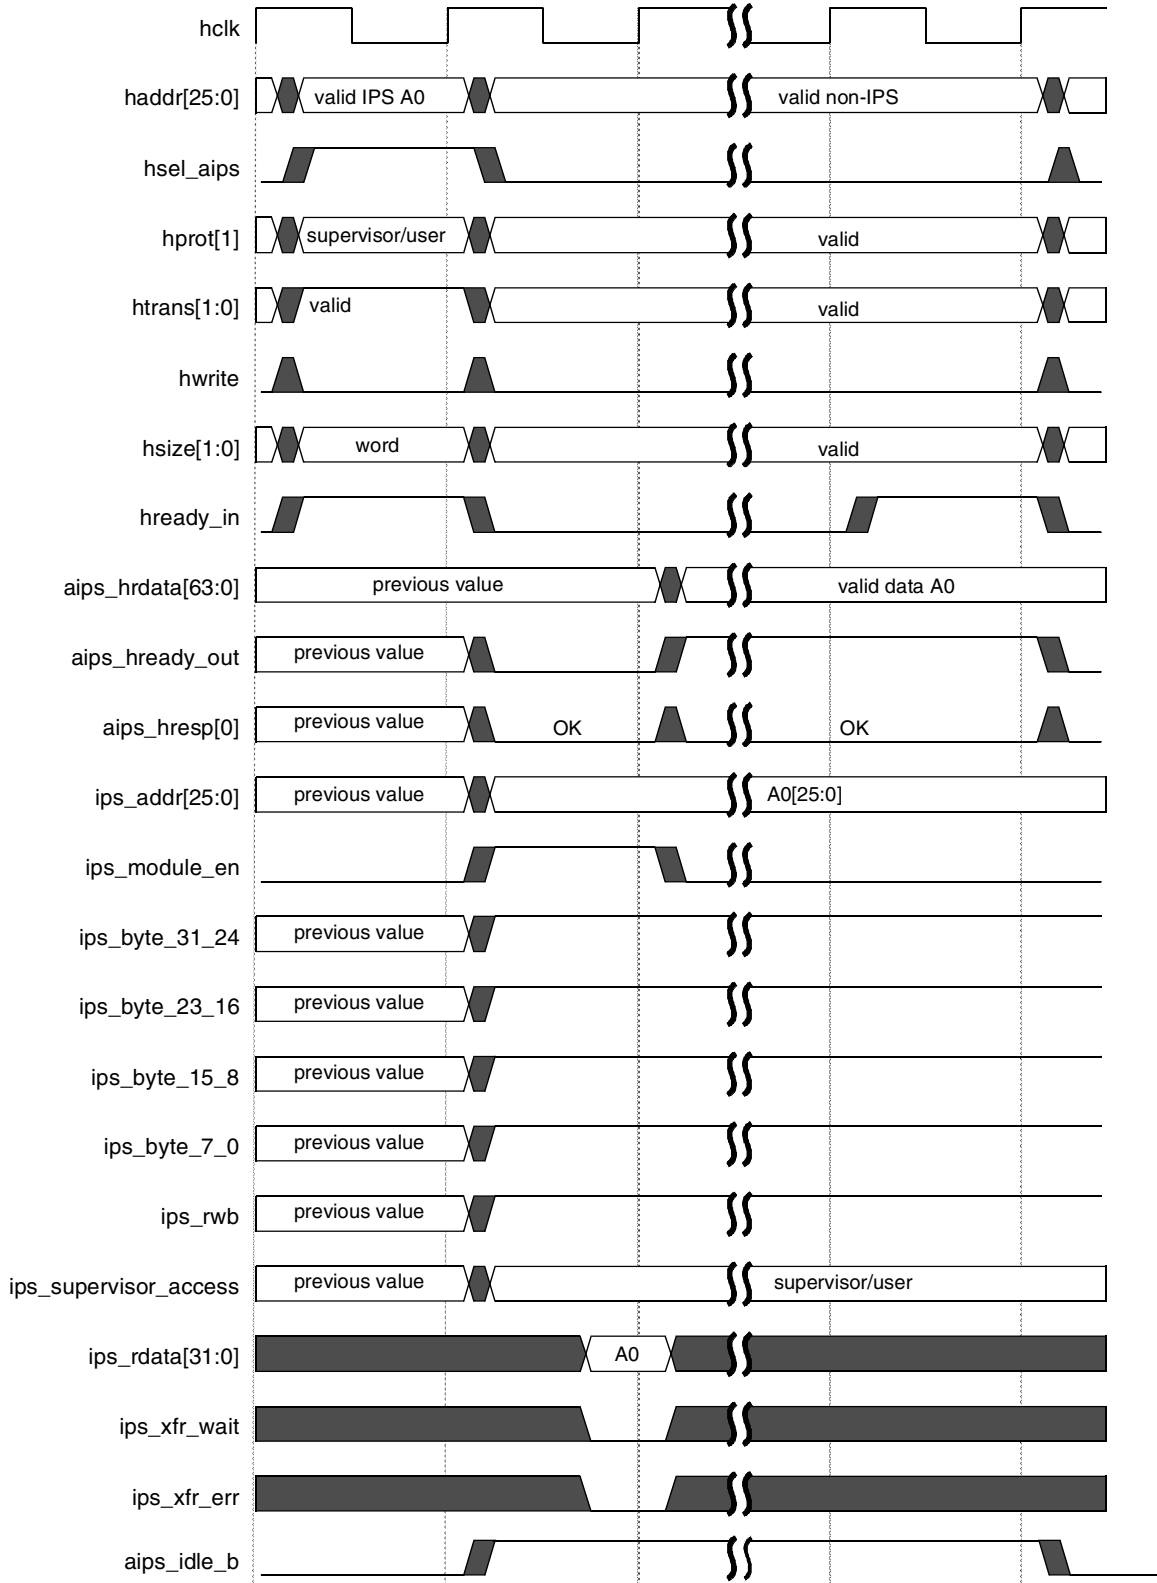 hclk
haddr[25:0] valid IPS A0 valid non-IPS
hsel_aips
hprot[1] supervisor/user valid
htrans[1:0] valid valid
hwrite
hsize[1:0] word valid
hready_in
aips_hrdata[63:0] previous value valid data A0
aips_hready_out previous value
aips_hresp[0] previous value OK OK
ips_addr[25:0] previous value A0[25:0]
ips_module_en
ips_byte_31_24 previous value
ips_byte_23_16 previous value
ips_byte_15_8 previous value
ips_byte_7_0 previous value
ips_rwb previous value
ips_supervisor_access previous value supervisor/user
ips_rdata[31:0] A0
ips_xfr_wait
ips_xfr_err
aips_idle_b